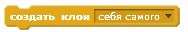 создать клон себя самого